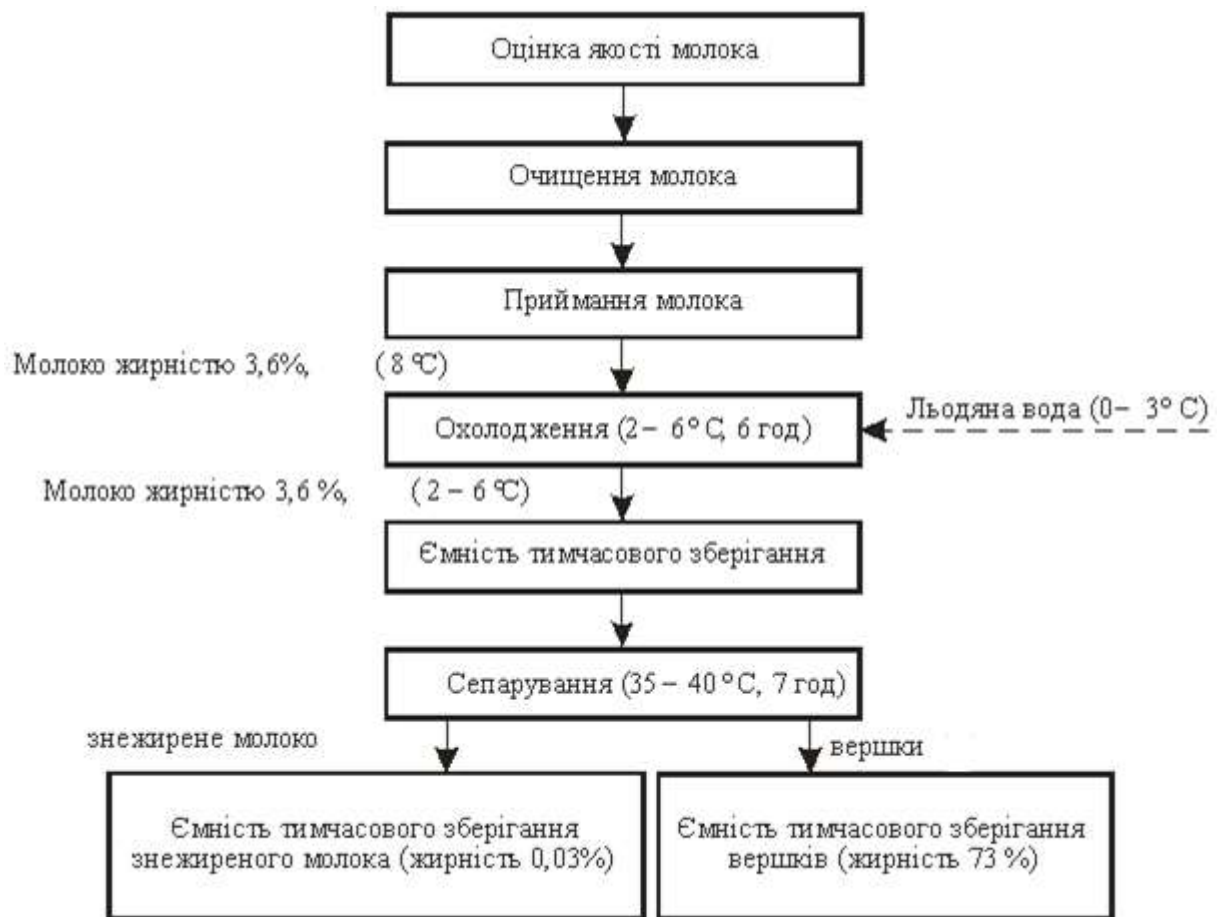 Оцінка якості молока
Очищення молока
Приймання молока
Молоко жирністю 3,6%, ( 8 °C)
Охолодження (2 – 6° C, 6 год)
Льодяна вода (0 – 3° C)
Молоко жирністю 3,6 %, ( 2 – 6 °C)
Ємність тимчасового зберігання
Сепарування (35 – 40 °C, 7 год)
знежирене молоко
вершки
Ємність тимчасового зберігання
знежиреного молока (жирність 0,03%)
Ємність тимчасового зберігання
вершків (жирність 73 %)